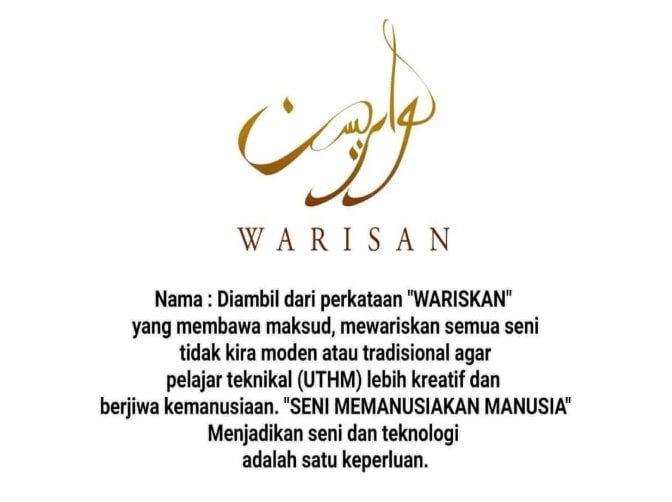 واريسن
WARISAN
Nama : Diambil dari perkataan "WARISKAN"
yang membawa maksud, mewariskan semua seni
tidak kira moden atau tradisional agar
pelajar teknikal (UTHM) lebih kreatif dan
berjiwa kemanusiaan. "SENI MEMANUSIAKAN MANUSIA"
Menjadikan seni dan teknologi
adalah satu keperluan.